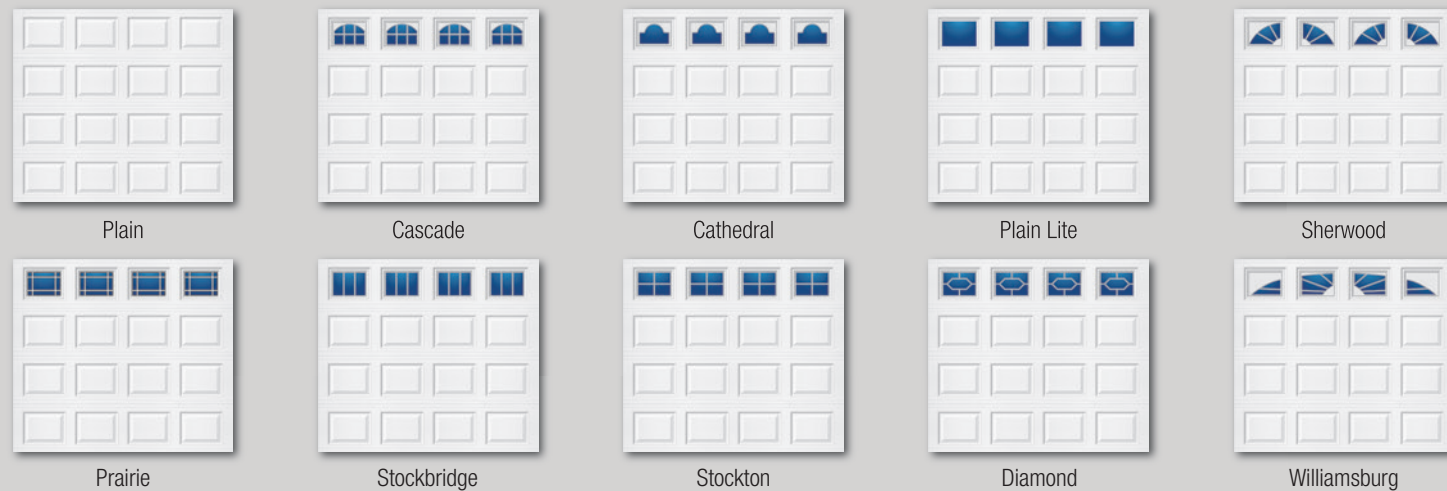 Plain
Cascade
Cathedral
Plain Lite
Sherwood
Prairie
Stockbridge
Stockton
Diamond
Williamsburg